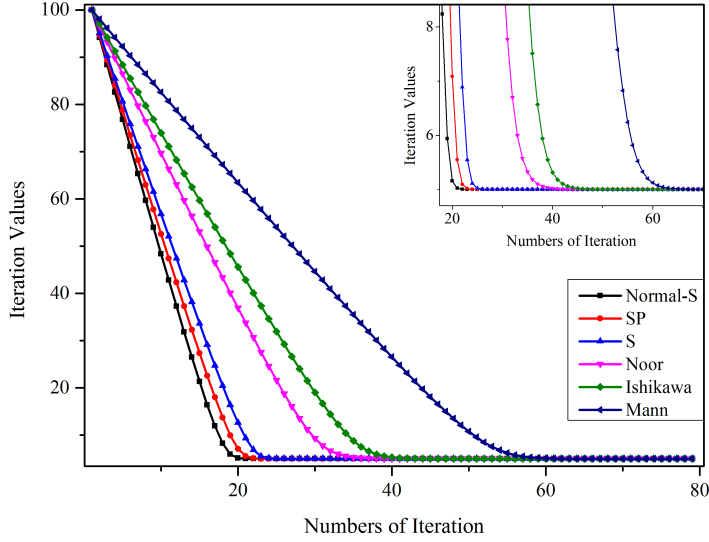 100
80
60
40
20
Iteration Values
20
40
60
80
Numbers of Iteration
8
6
Iteration Values
20
40
60
Numbers of Iteration
Normal-S
SP
S
Noor
Ishikawa
Mann